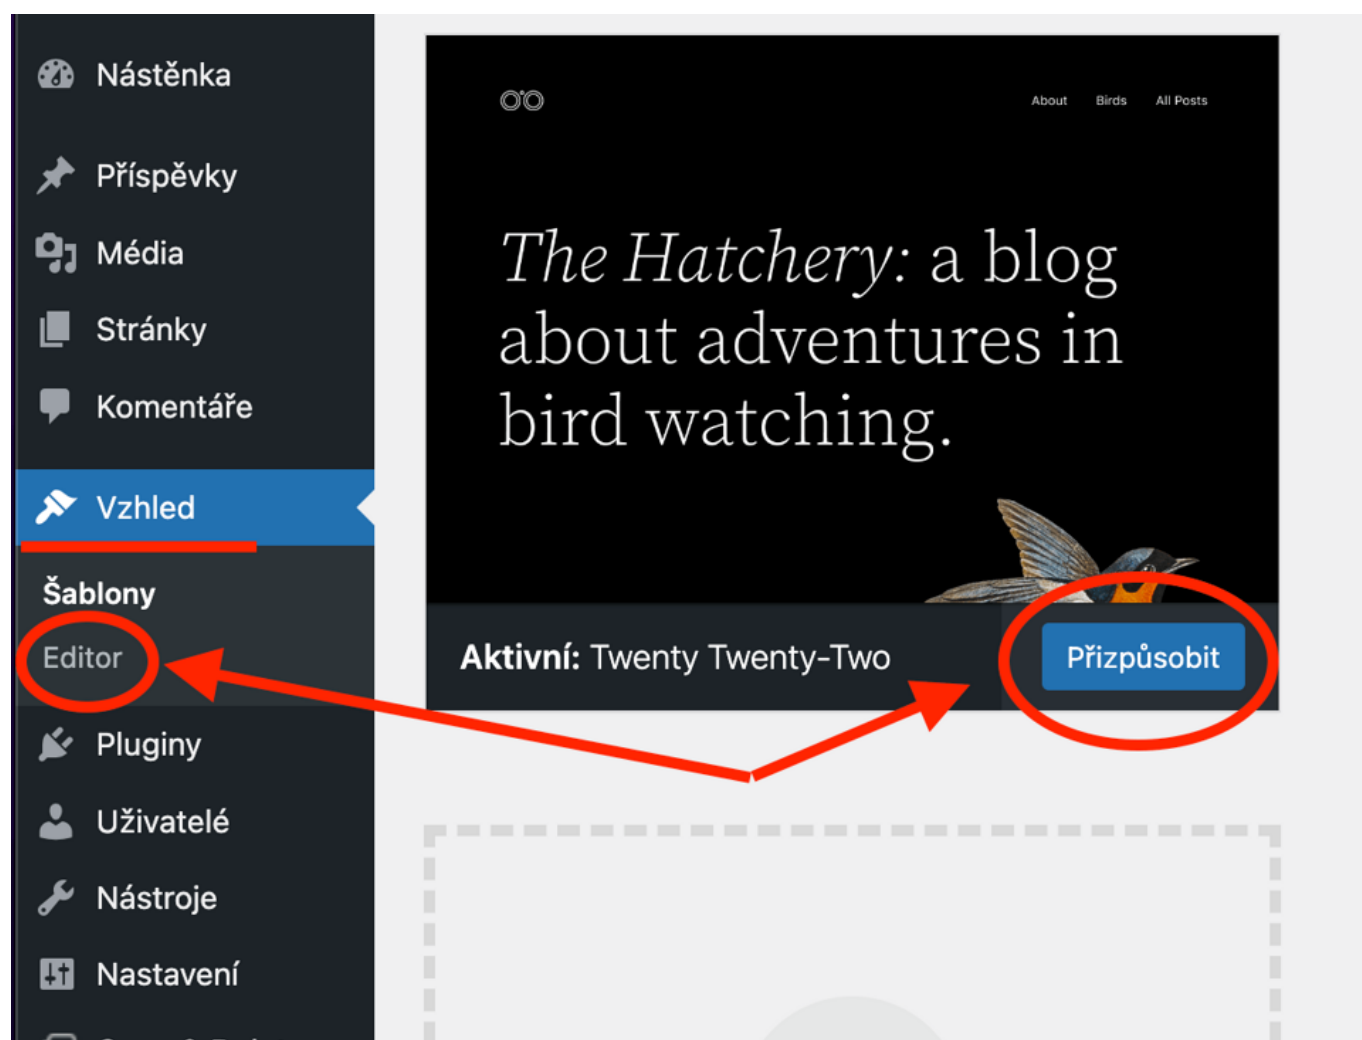 Nástěnka
Příspěvky
Média
Stránky
Komentáře
Vzhled
Šablony
Editor
Pluginy
Uživatelé
Nástroje
Nastavení
About Birds All Posts
The Hatchery: a blog
about adventures in
bird watching.
Aktivní: Twenty Twenty-Two
Přizpůsobit